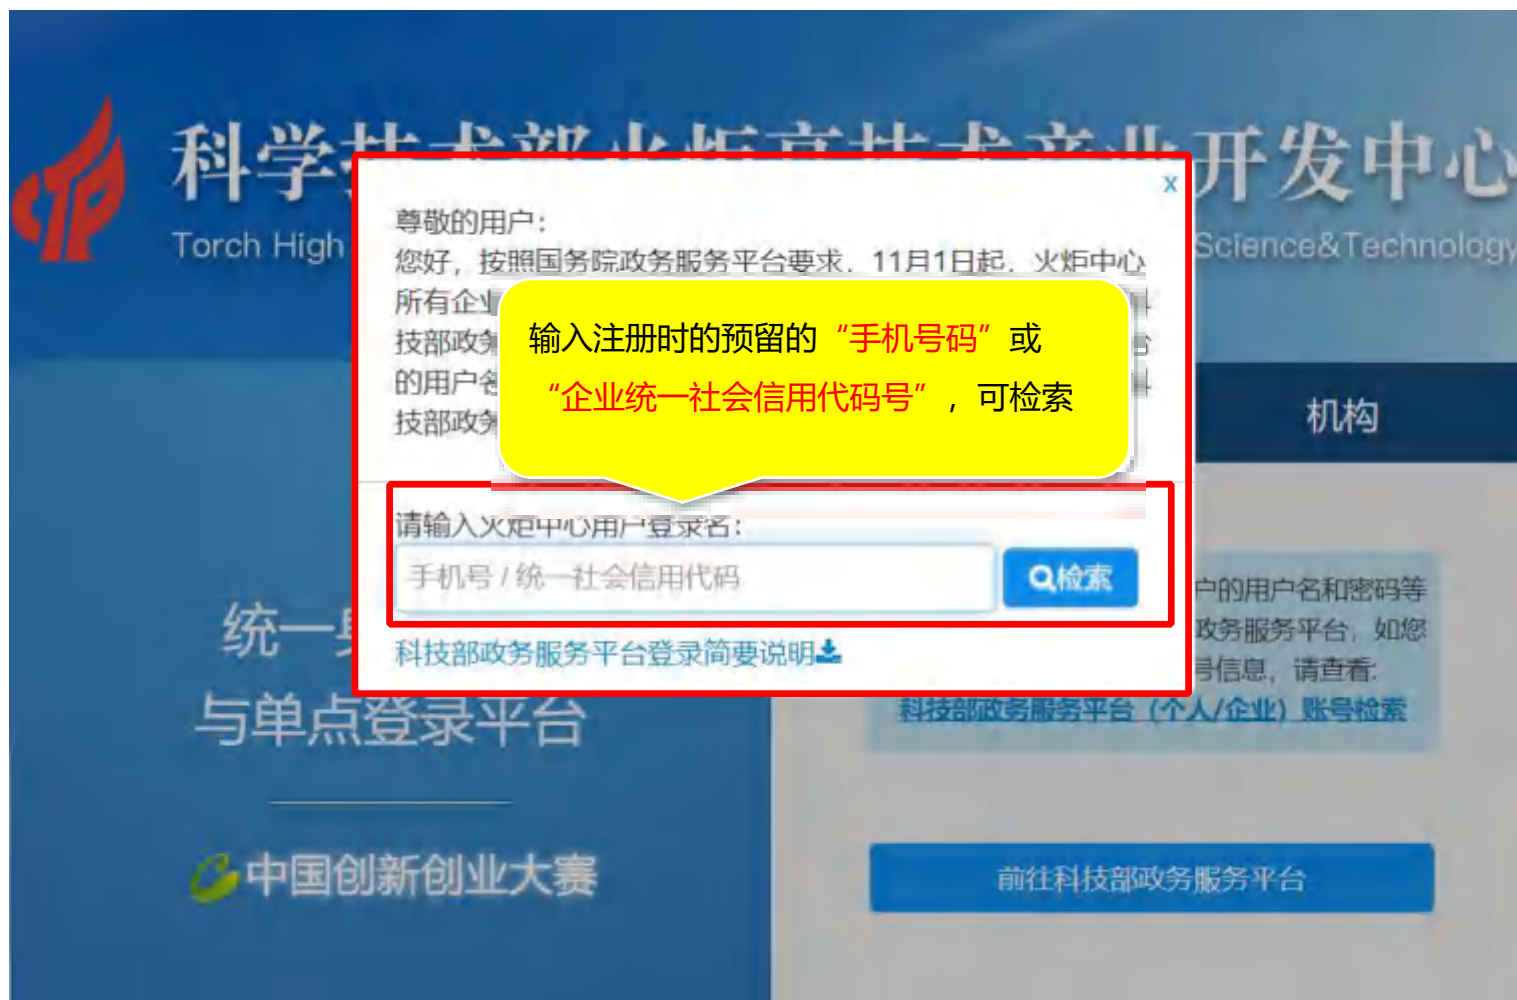 科学技术部火炬高技术产业开发中心
Torch High
Science&Technology
x
尊敬的用户：
您好，按照国务院政务服务平台要求，11月1日起，火炬中心
所有企业
技部政务
的用户名
技部政务
输入注册时的预留的“手机号码”或
“企业统一社会信用代码号”，可检索
请输入火炬中心用户登录名：
手机号 / 统一社会信用代码
检索
科技部政务服务平台登录简要说明
机构
统一
与单点登录平台
中国创新创业大赛
户的用户名和密码等
政务服务平台，如您
号信息，请查看:
科技部政务服务平台（个人/企业）账号检索
前往科技部政务服务平台